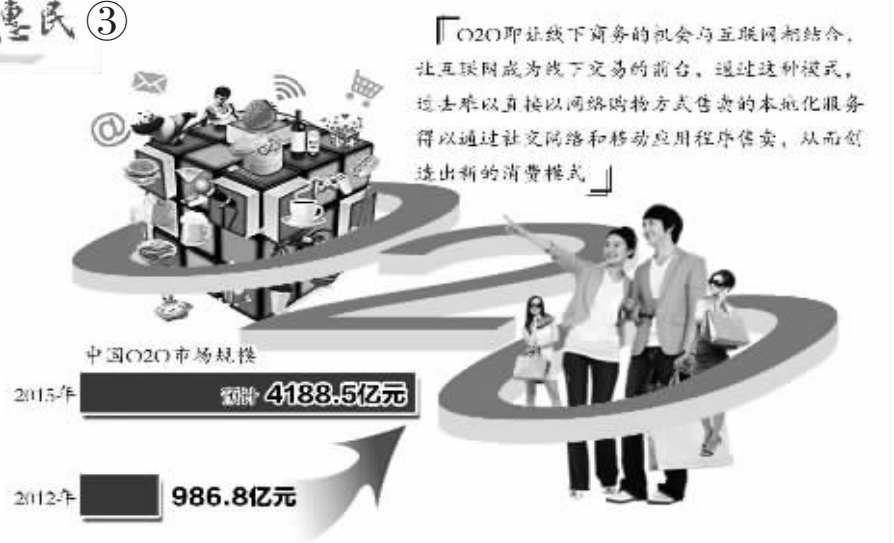 惠民 ③
「O2O即让线下商务的机会与互联网相结合，
让互联网成为线下交易的前台，通过这种模式，
过去难以直接以网络购物方式售卖的本地化服务
得以通过社交网络和移动应用程序售卖，从而创
造出新的消费模式」
中国O2O市场规模
2015年 预计 4188.5亿元
2012年 986.8亿元